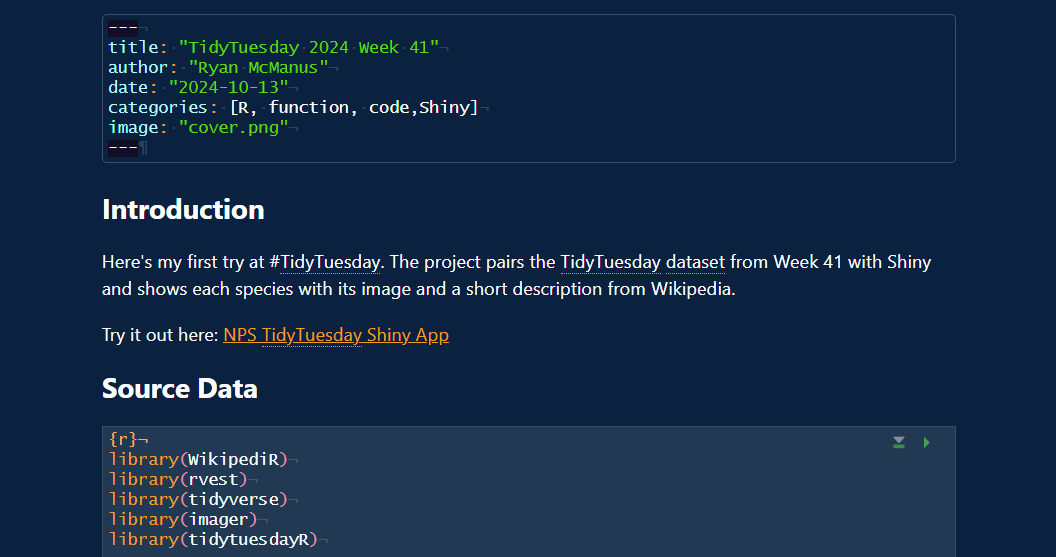 ---
title: "TidyTuesday 2024 Week 41"
author: "Ryan McManus"
date: "2024-10-13"
categories: [R, function, code,Shiny]
image: "cover.png"
---
Introduction
Here's my first try at #TidyTuesday. The project pairs the TidyTuesday dataset from Week 41 with Shiny
and shows each species with its image and a short description from Wikipedia.
Try it out here: NPS TidyTuesday Shiny App
Source Data
{r}
library(WikipediR)
library(rvest)
library(tidyverse)
library(imager)
library(tidytuesdayR)